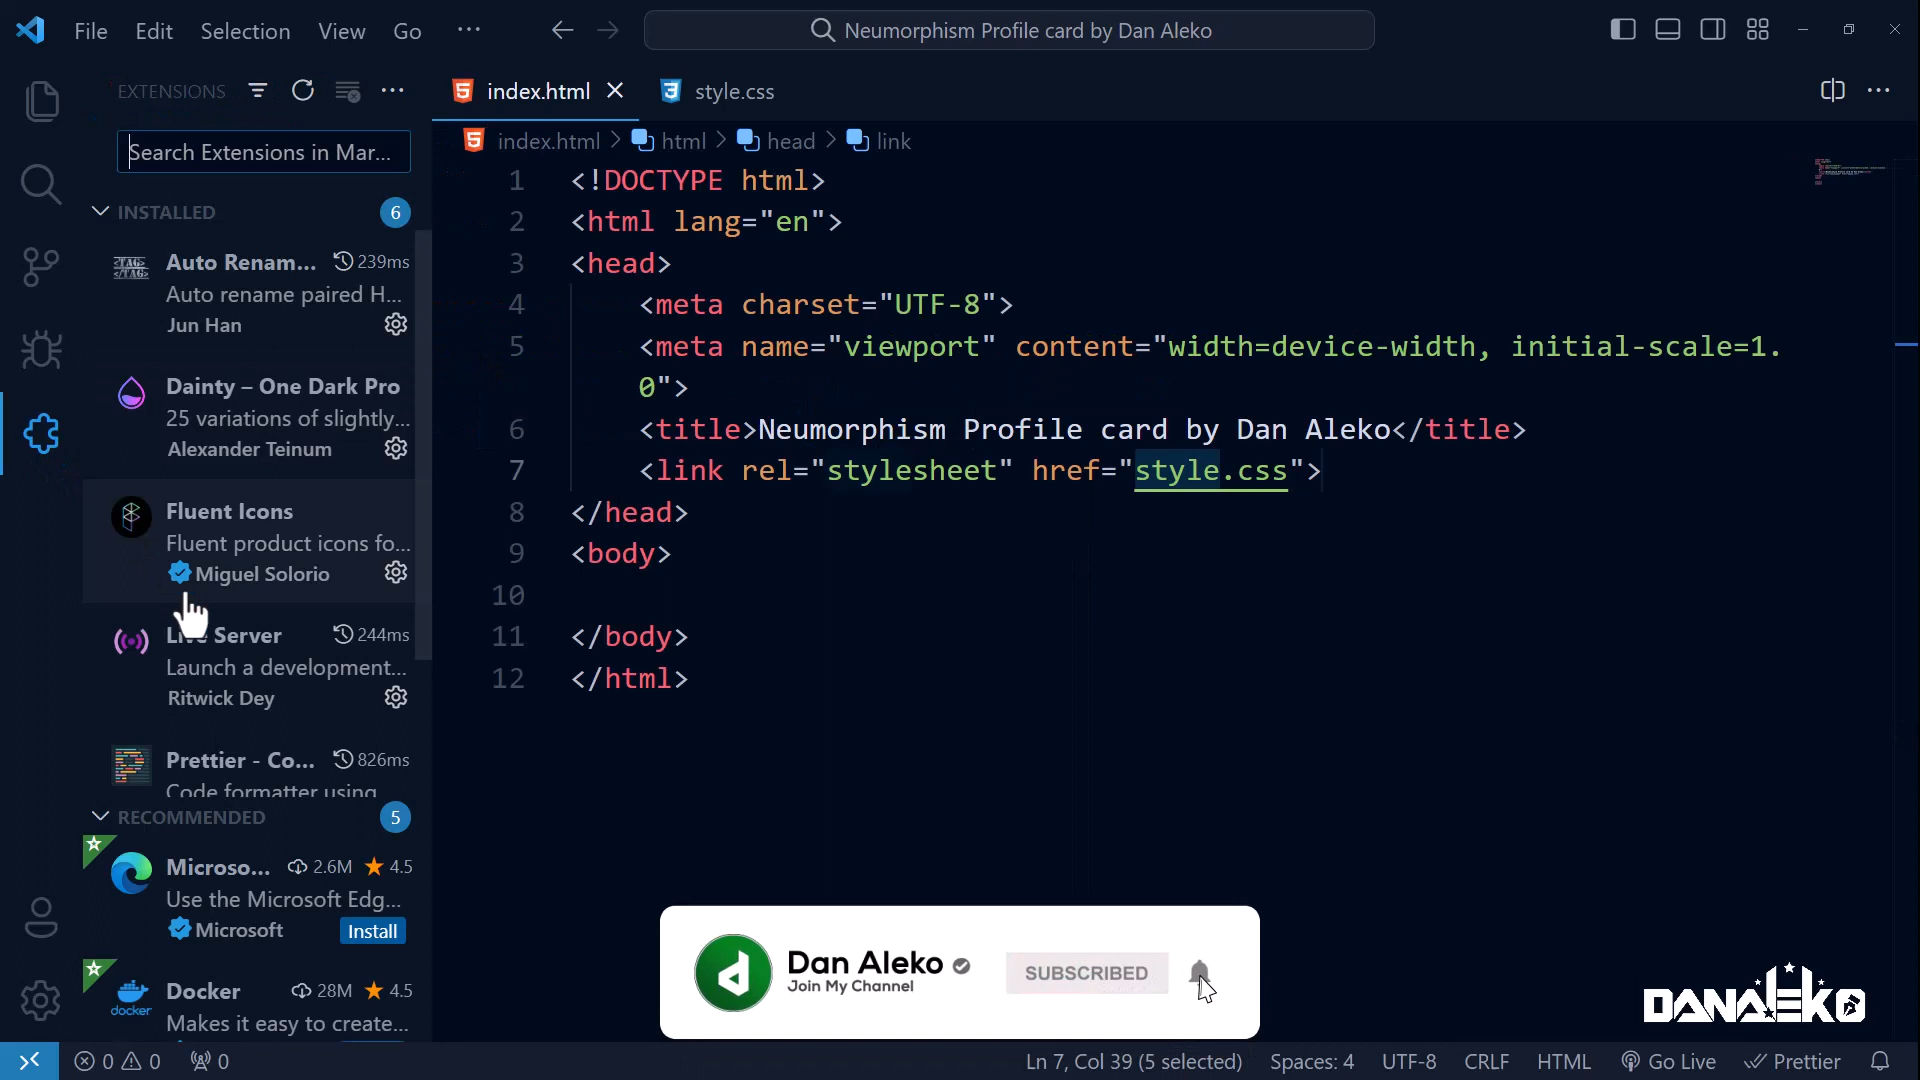 File Edit Selection View Go ···
Neumorphism Profile card by Dan Aleko
EXTENSIONS
Search Extensions in Mar...
INSTALLED 6
<TAG>
</TAG>
Auto Renam... 239ms
Auto rename paired H...
Jun Han
Dainty – One Dark Pro
25 variations of slightly...
Alexander Teinum
Fluent Icons
Fluent product icons fo...
Miguel Solorio
Live Server 244ms
Launch a development...
Ritwick Dey
Prettier - Co... 826ms
Code formatter using
RECOMMENDED 5
Microso... 2.6M 4.5
Use the Microsoft Edg...
Microsoft Install
docker
Docker 28M 4.5
Makes it easy to create...
index.html style.css
index.html > html > head > link
1 <!DOCTYPE html>
2 <html lang="en">
3 <head>
4 <meta charset="UTF-8">
5 <meta name="viewport" content="width=device-width, initial-scale=1.
0">
6 <title>Neumorphism Profile card by Dan Aleko</title>
7 <link rel="stylesheet" href="style.css">
8 </head>
9 <body>
10
11 </body>
12 </html>
Dan Aleko
Join My Channel
SUBSCRIBED
DANALEKO
0 0 0
Ln 7, Col 39 (5 selected) Spaces: 4 UTF-8 CRLF HTML Go Live Prettier